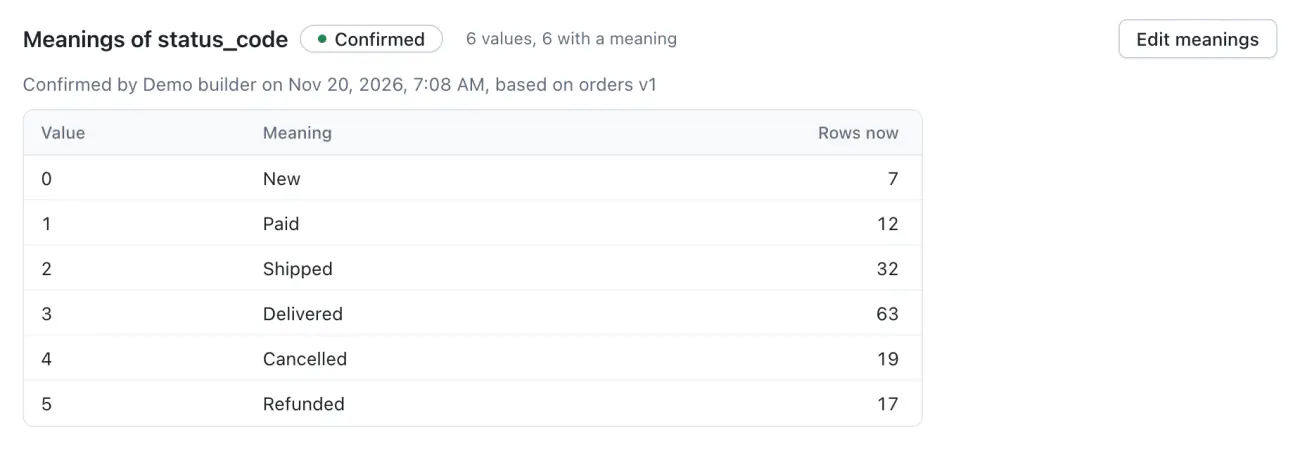 Meanings of status_code Confirmed 6 values, 6 with a meaning Edit meanings
Confirmed by Demo builder on Nov 20, 2026, 7:08 AM, based on orders v1
Value Meaning Rows now
0 New 7
1 Paid 12
2 Shipped 32
3 Delivered 63
4 Cancelled 19
5 Refunded 17